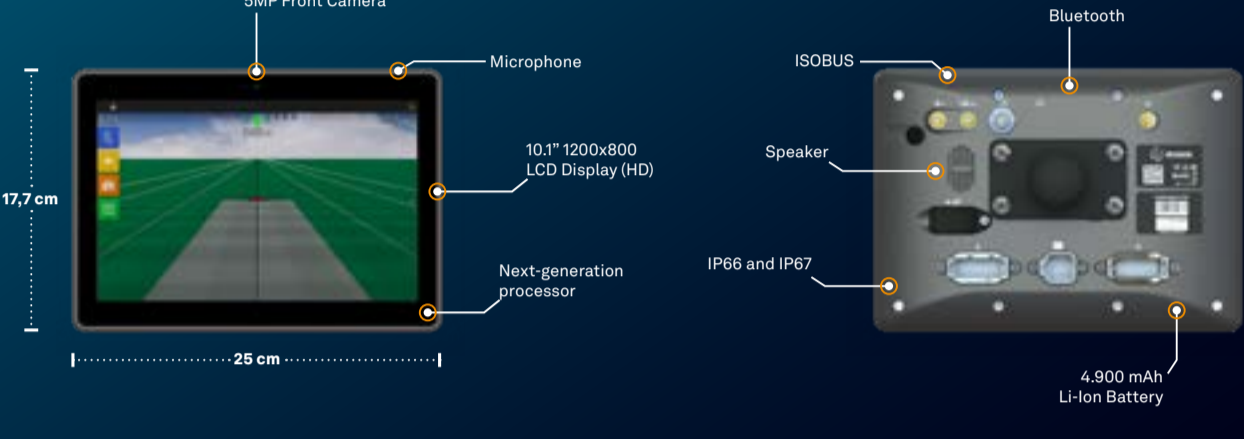 5MP Front Camera
Microphone
10.1” 1200x800
LCD Display (HD)
Next-generation
processor
17,7 cm
25 cm
Bluetooth
ISOBUS
Speaker
IP66 and IP67
4.900 mAh
Li-Ion Battery